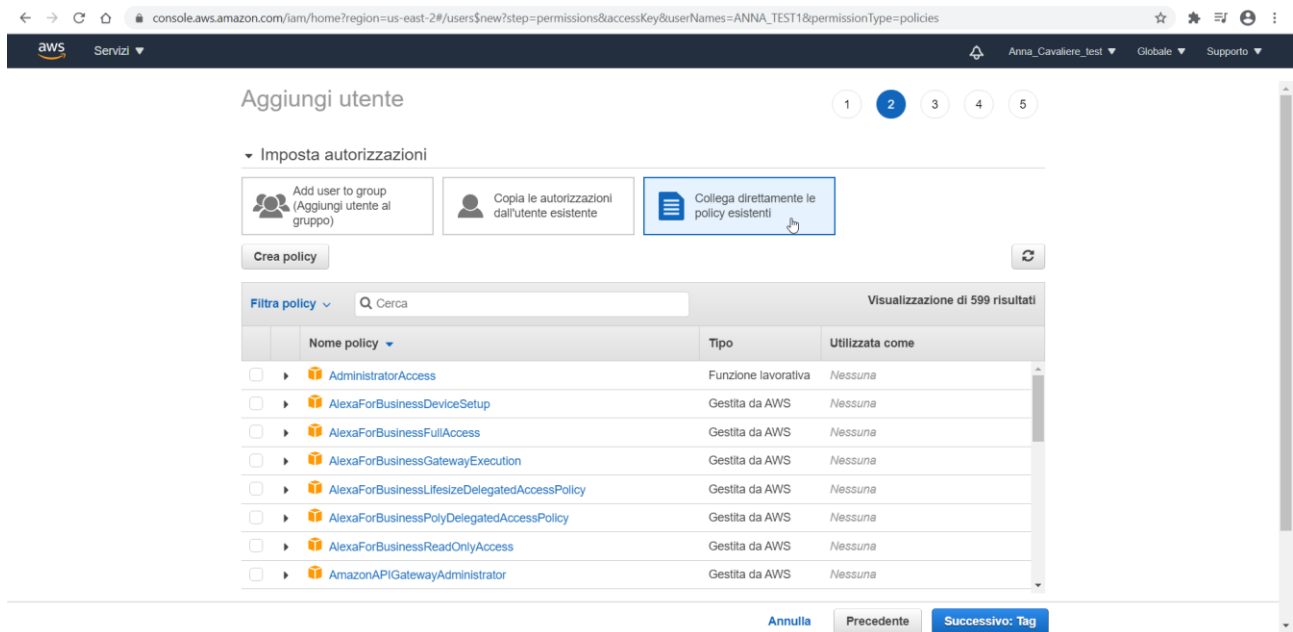 console.aws.amazon.com/iam/home?region=us-east-2#/users$new?step=permissions&accessKey&userNames=ANNA_TEST1&permissionType=policies
aws Servizi Anna_Cavaliere_test Globale Supporto
Aggiungi utente
1 2 3 4 5
Imposta autorizzazioni
Add user to group
(Aggiungi utente al
gruppo)
Copia le autorizzazioni
dall'utente esistente
Collega direttamente le
policy esistenti
Crea policy
Filtra policy Cerca Visualizzazione di 599 risultati
Nome policy Tipo Utilizzata come
AdministratorAccess Funzione lavorativa Nessuna
AlexaForBusinessDeviceSetup Gestita da AWS Nessuna
AlexaForBusinessFullAccess Gestita da AWS Nessuna
AlexaForBusinessGatewayExecution Gestita da AWS Nessuna
AlexaForBusinessLifesizeDelegatedAccessPolicy Gestita da AWS Nessuna
AlexaForBusinessPolyDelegatedAccessPolicy Gestita da AWS Nessuna
AlexaForBusinessReadOnlyAccess Gestita da AWS Nessuna
AmazonAPIGatewayAdministrator Gestita da AWS Nessuna
Annulla Precedente Successivo: Tag